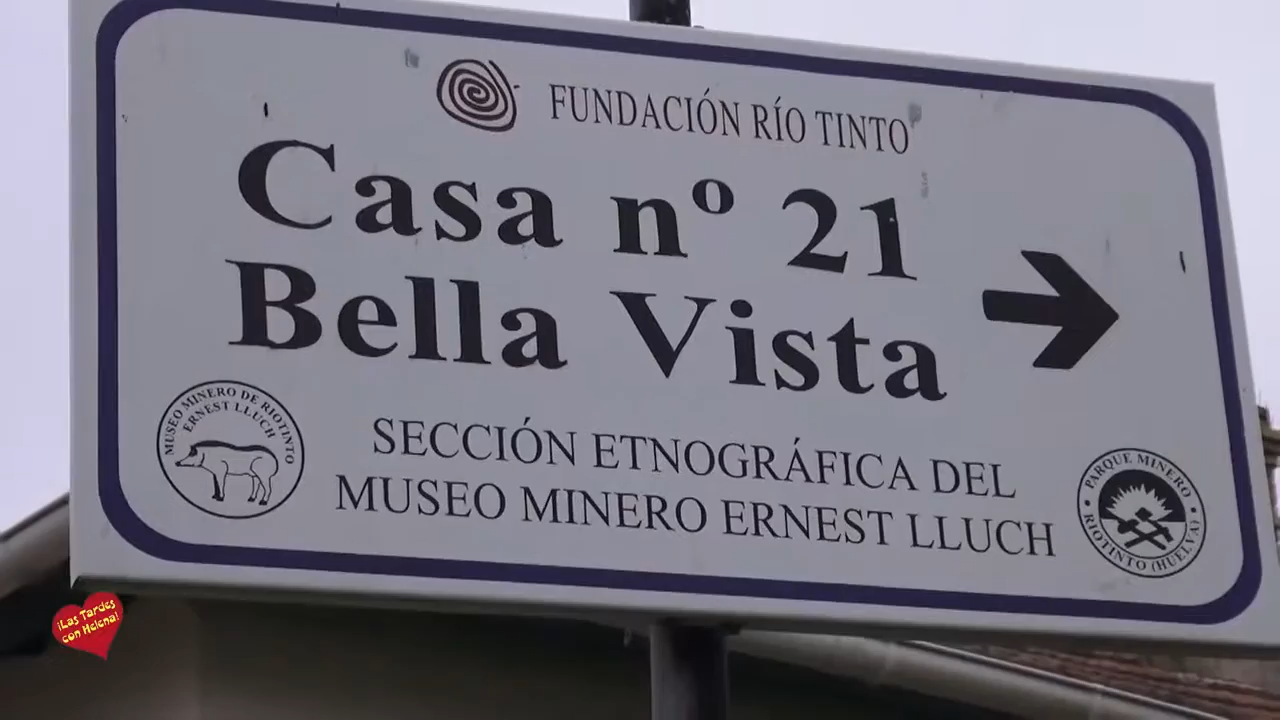 FUNDACIÓN RÍO TINTO
Casa nº 21
Bella Vista
MUSEO MINERO DE RIOTINTO
ERNEST LLUCH
SECCIÓN ETNOGRÁFICA DEL
MUSEO MINERO ERNEST LLUCH
PARQUE MINERO
RIOTINTO (HUELVA)
¡Las Tardes
con Helena!